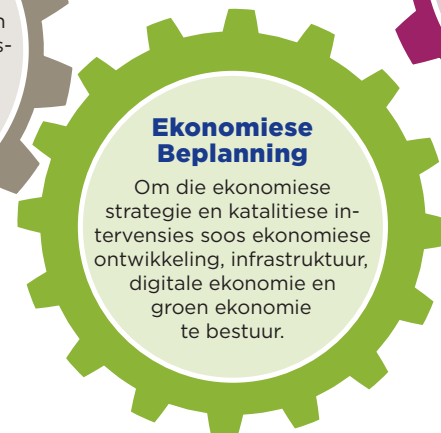 n
s-
Ekonomiese
Beplanning
Om die ekonomiese
strategie en katalitiese in-
tervensies soos ekonomiese
ontwikkeling, infrastruktuur,
digitale ekonomie en
groen ekonomie
te bestuur.